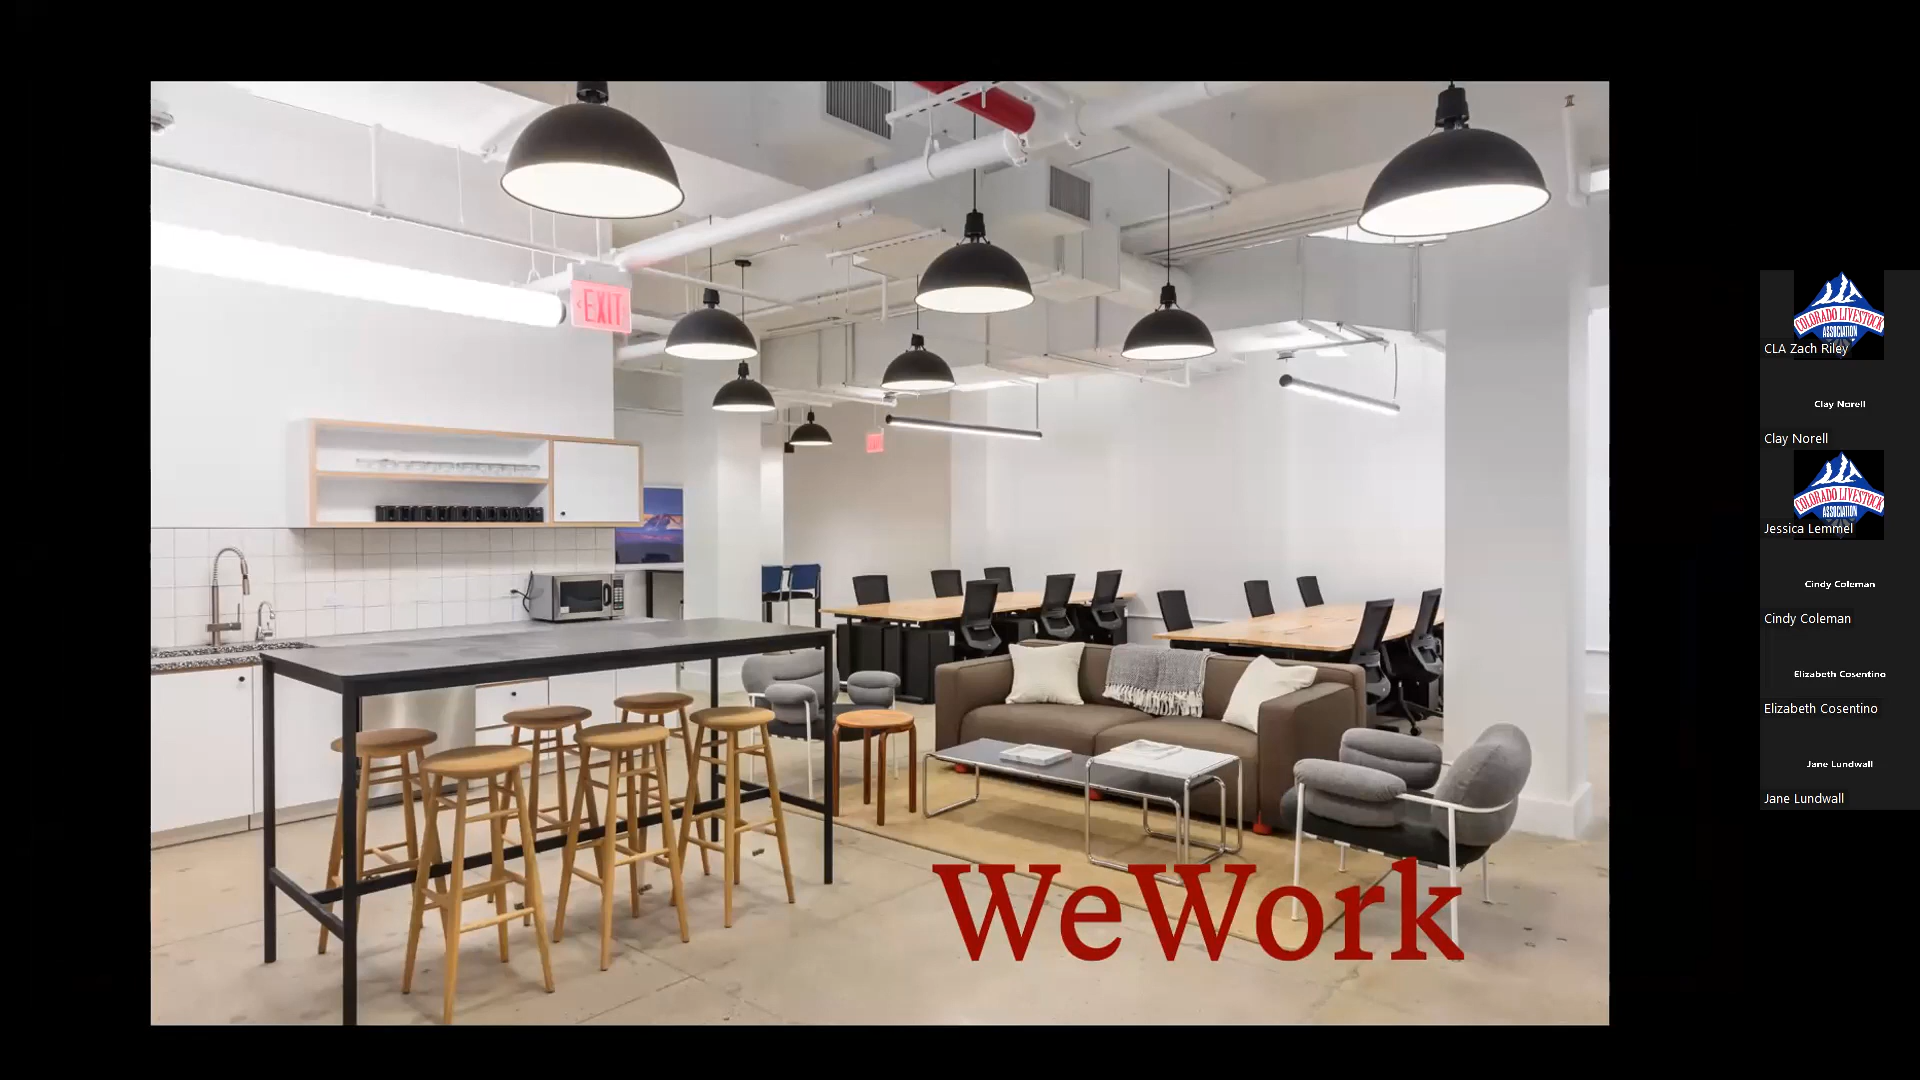 EXIT
WeWork
COLORADO LIVESTOCK
ASSOCIATION
CLA Zach Riley
Clay Norell
Clay Norell
COLORADO LIVESTOCK
ASSOCIATION
Jessica Lemmel
Cindy Coleman
Cindy Coleman
Elizabeth Cosentino
Elizabeth Cosentino
Jane Lundwall
Jane Lundwall